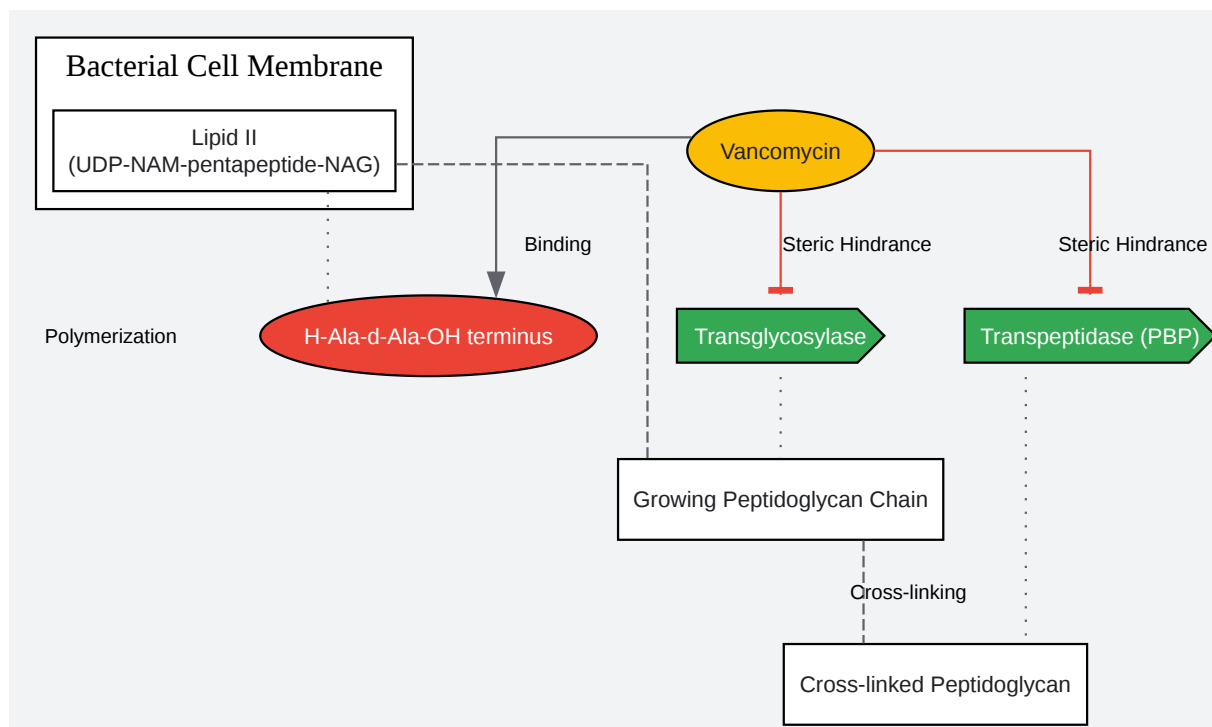 Bacterial Cell Membrane
Lipid II
(UDP-NAM-pentapeptide-NAG)
Vancomycin
Binding
Steric Hindrance
Steric Hindrance
Polymerization
H-Ala-d-Ala-OH terminus
Transglycosylase
Transpeptidase (PBP)
Growing Peptidoglycan Chain
Cross-linking
Cross-linked Peptidoglycan